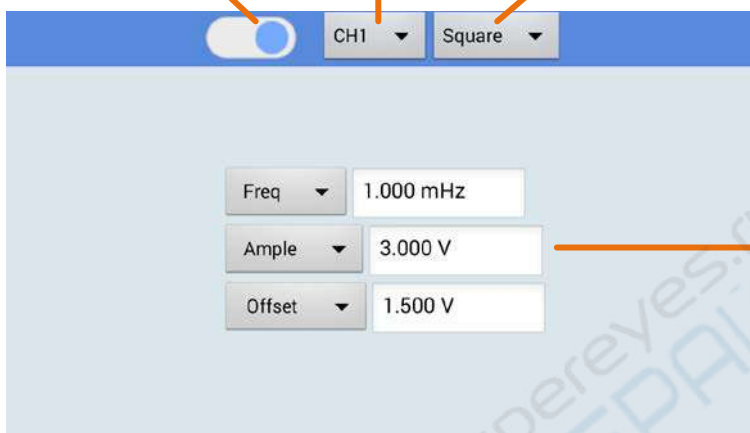 CH1 Square
Freq 1.000 mHz
Ample 3.000 V
Offset 1.500 V